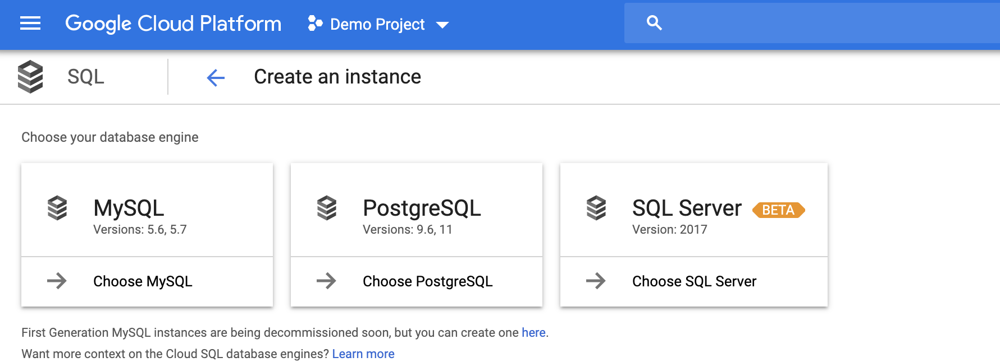 Google Cloud Platform Demo Project
SQL Create an instance
Choose your database engine
MySQL
Versions: 5.6, 5.7
Choose MySQL
PostgreSQL
Versions: 9.6, 11
Choose PostgreSQL
SQL Server BETA
Version: 2017
Choose SQL Server
First Generation MySQL instances are being decommissioned soon, but you can create one here.
Want more context on the Cloud SQL database engines? Learn more